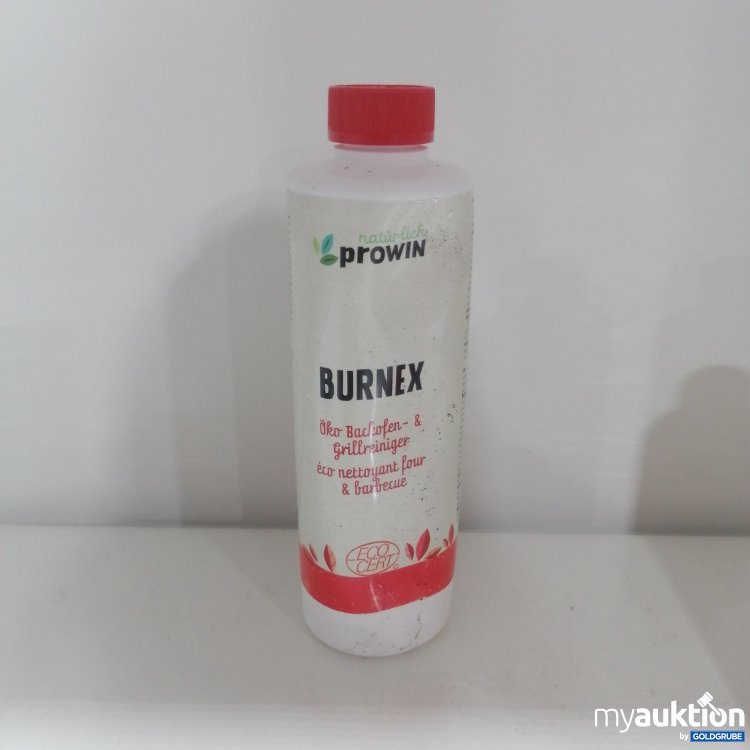 natürlich
proWIN
BURNEX
Öko Backofen- &
Grillreiniger
éco nettoyant four
& barbecue
ECO
CERT
myauktion
by GOLDGRUBE